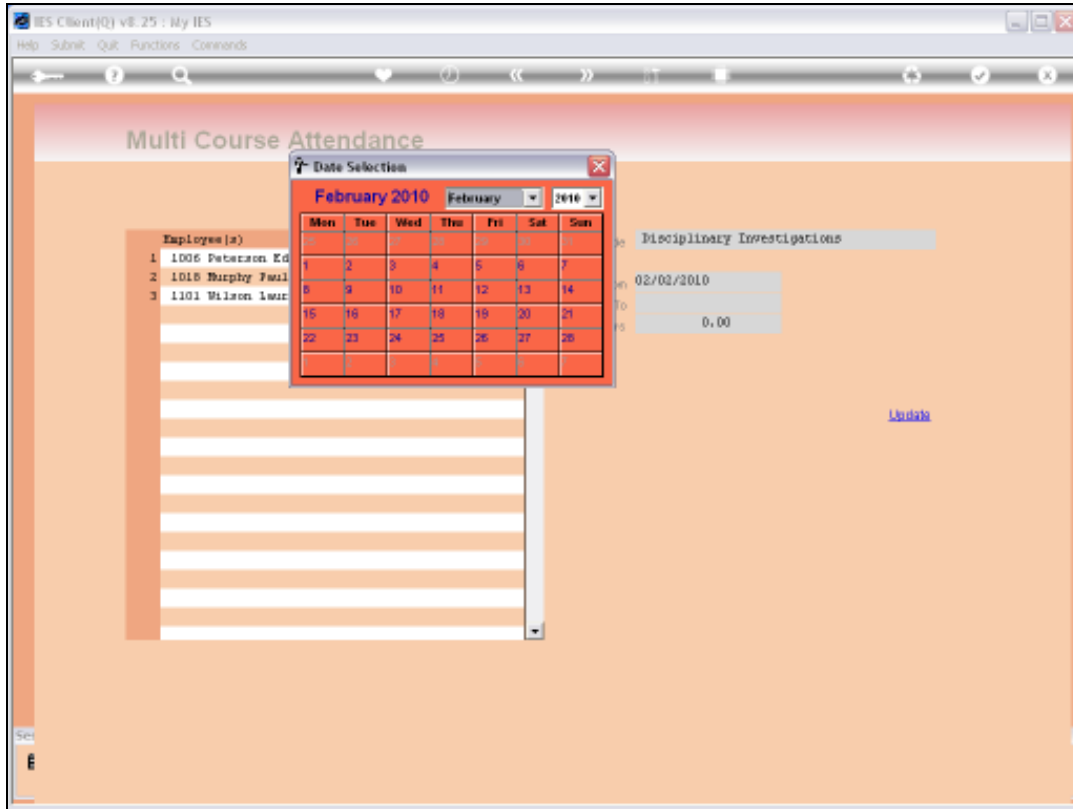 IES Client(Q) v8.25 : My IES
Help Submit Quit Functions Commands
Multi Course Attendance
Date Selection
February 2010 February 2010
Mon Tue Wed Thu Fri Sat Sun
1 2 3 4 5 6 7
8 9 10 11 12 13 14
15 16 17 18 19 20 21
22 23 24 25 26 27 28
Employee(s)
1 1006 Peterson Ed
2 1018 Murphy Paul
3 1101 Wilson Laur
Disciplinary Investigations
02/02/2010
To
0.00
Update